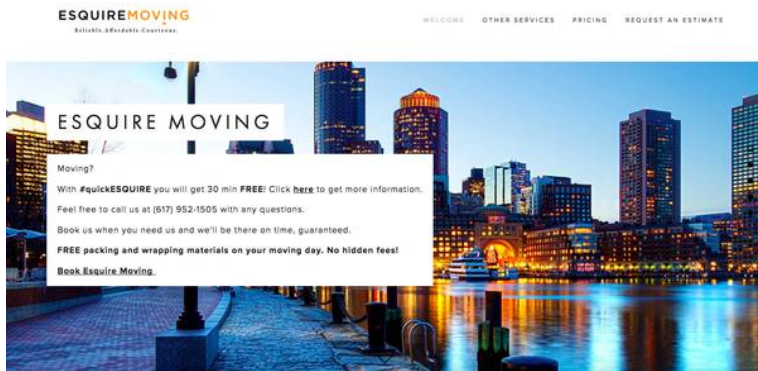 ESQUIREMOVING
Reliable.Affordable.Courteous.
WELCOME OTHER SERVICES PRICING REQUEST AN ESTIMATE
ESQUIRE MOVING
Moving?
With #quickESQUIRE you will get 30 min FREE! Click here to get more information.
Feel free to call us at (617) 952-1505 with any questions.
Book us when you need us and we'll be there on time, guaranteed.
FREE packing and wrapping materials on your moving day. No hidden fees!
Book Esquire Moving